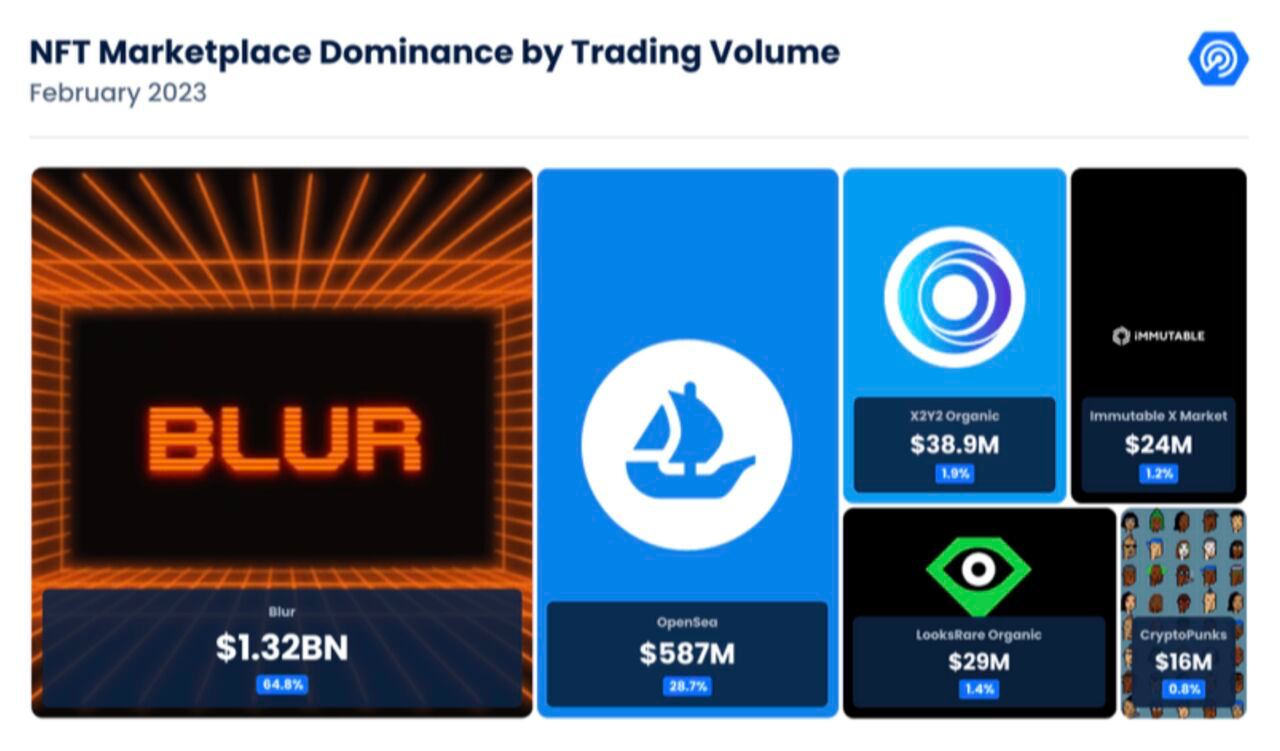 NFT Marketplace Dominance by Trading Volume
February 2023
BLUR
Blur
$1.32BN
64.8%
OpenSea
$587M
28.7%
X2Y2 Organic
$38.9M
1.9%
iMMUTABLE
Immutable X Market
$24M
1.2%
LooksRare Organic
$29M
1.4%
CryptoPunks
$16M
0.8%